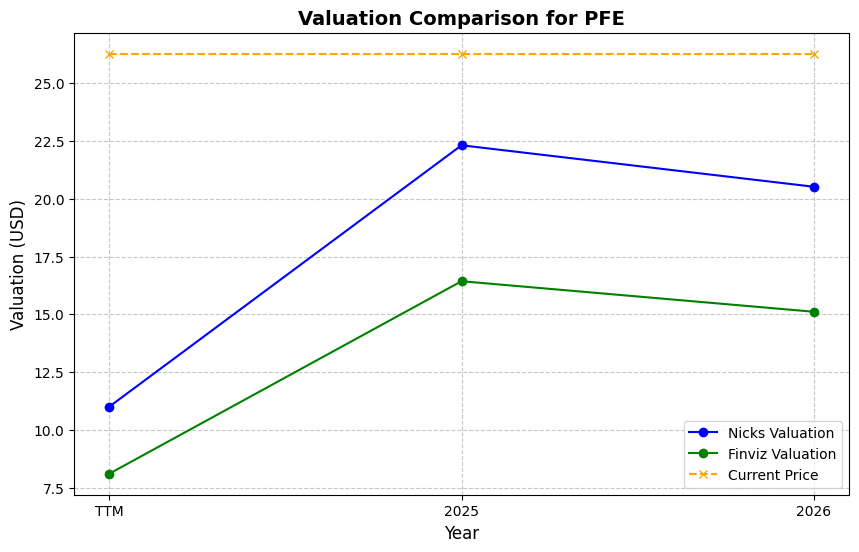 Valuation Comparison for PFE
Valuation (USD)
25.0
22.5
20.0
17.5
15.0
12.5
10.0
7.5
TTM 2025 2026
Year
Nicks Valuation
Finviz Valuation
Current Price